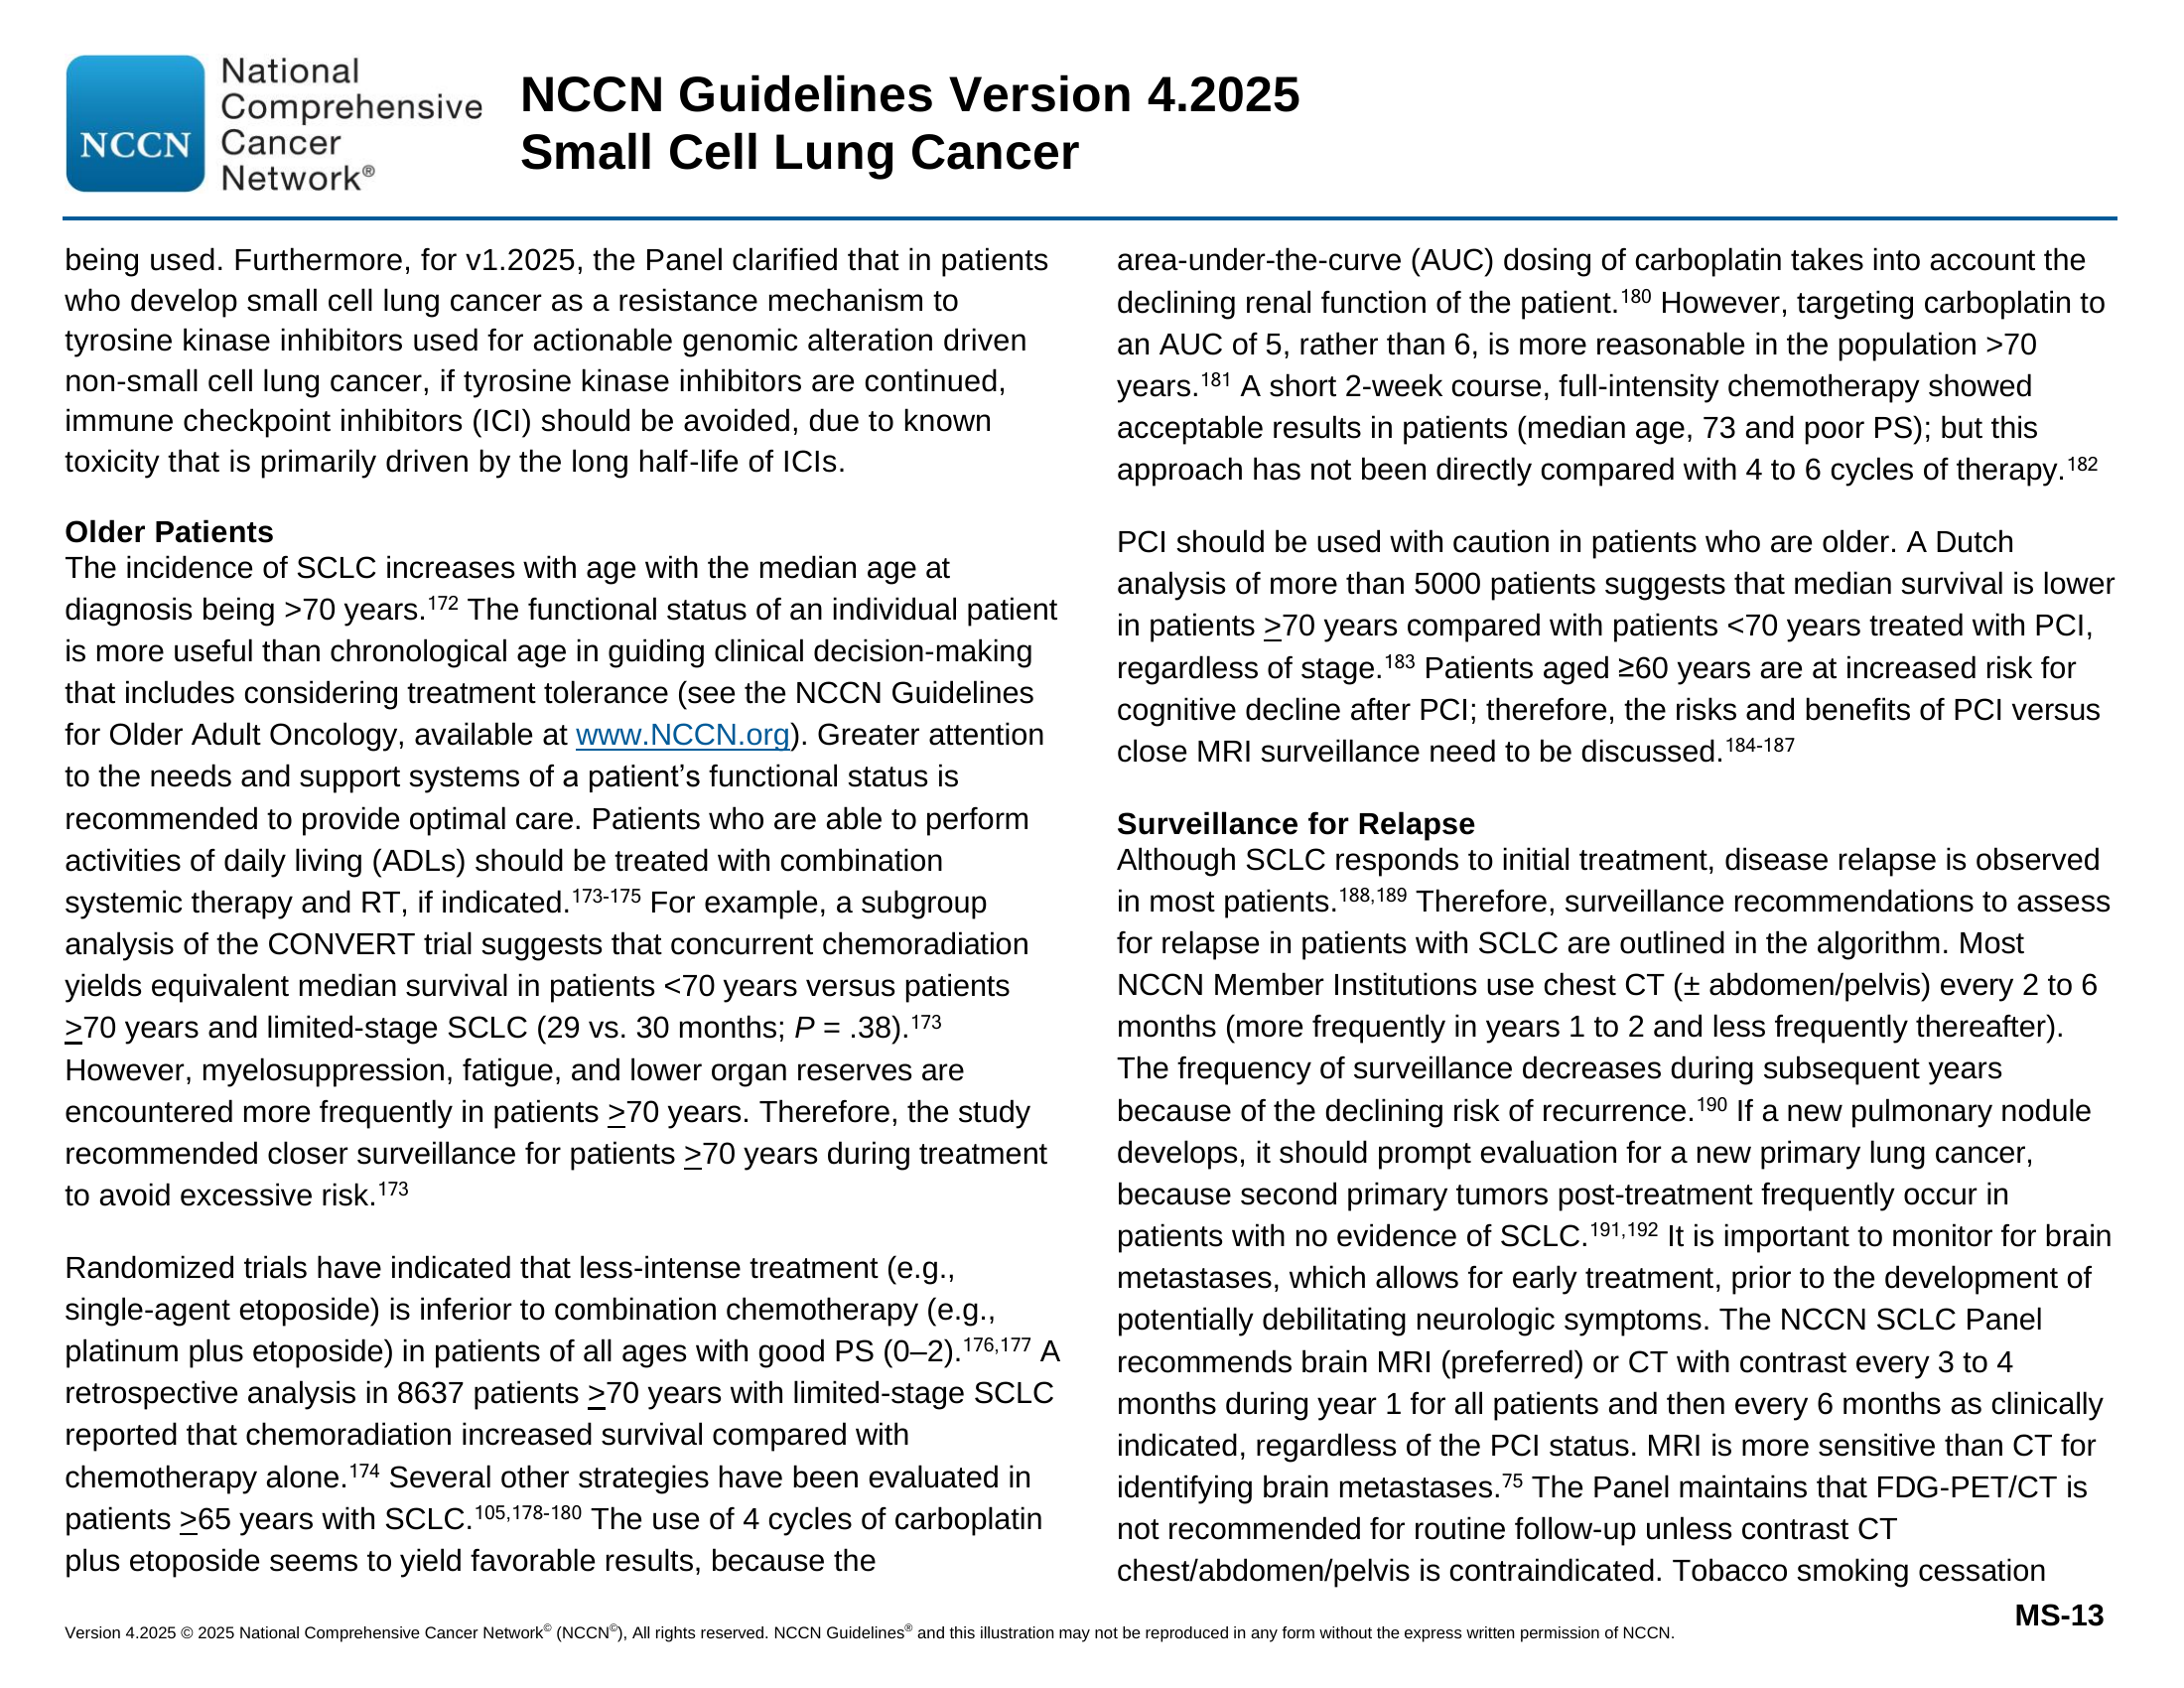 National
Comprehensive
NCCN
Cancer
Network®
NCCN Guidelines Version 4.2025
Small Cell Lung Cancer
being used. Furthermore, for v1.2025, the Panel clarified that in patients
who develop small cell lung cancer as a resistance mechanism to
tyrosine kinase inhibitors used for actionable genomic alteration driven
non-small cell lung cancer, if tyrosine kinase inhibitors are continued,
immune checkpoint inhibitors (ICI) should be avoided, due to known
toxicity that is primarily driven by the long half-life of ICIs.
Older Patients
The incidence of SCLC increases with age with the median age at
diagnosis being >70 years.172 The functional status of an individual patient
is more useful than chronological age in guiding clinical decision-making
that includes considering treatment tolerance (see the NCCN Guidelines
for Older Adult Oncology, available at www.NCCN.org). Greater attention
to the needs and support systems of a patient’s functional status is
recommended to provide optimal care. Patients who are able to perform
activities of daily living (ADLs) should be treated with combination
systemic therapy and RT, if indicated.173-175 For example, a subgroup
analysis of the CONVERT trial suggests that concurrent chemoradiation
yields equivalent median survival in patients <70 years versus patients
>70 years and limited-stage SCLC (29 vs. 30 months; P = .38).173
However, myelosuppression, fatigue, and lower organ reserves are
encountered more frequently in patients >70 years. Therefore, the study
recommended closer surveillance for patients >70 years during treatment
to avoid excessive risk.173
Randomized trials have indicated that less-intense treatment (e.g.,
single-agent etoposide) is inferior to combination chemotherapy (e.g.,
platinum plus etoposide) in patients of all ages with good PS (0–2).176,177 A
retrospective analysis in 8637 patients >70 years with limited-stage SCLC
reported that chemoradiation increased survival compared with
chemotherapy alone.174 Several other strategies have been evaluated in
patients >65 years with SCLC.105,178-180 The use of 4 cycles of carboplatin
plus etoposide seems to yield favorable results, because the
area-under-the-curve (AUC) dosing of carboplatin takes into account the
declining renal function of the patient.180 However, targeting carboplatin to
an AUC of 5, rather than 6, is more reasonable in the population >70
years.181 A short 2-week course, full-intensity chemotherapy showed
acceptable results in patients (median age, 73 and poor PS); but this
approach has not been directly compared with 4 to 6 cycles of therapy.182
PCI should be used with caution in patients who are older. A Dutch
analysis of more than 5000 patients suggests that median survival is lower
in patients >70 years compared with patients <70 years treated with PCI,
regardless of stage.183 Patients aged ≥60 years are at increased risk for
cognitive decline after PCI; therefore, the risks and benefits of PCI versus
close MRI surveillance need to be discussed.184-187
Surveillance for Relapse
Although SCLC responds to initial treatment, disease relapse is observed
in most patients.188,189 Therefore, surveillance recommendations to assess
for relapse in patients with SCLC are outlined in the algorithm. Most
NCCN Member Institutions use chest CT (± abdomen/pelvis) every 2 to 6
months (more frequently in years 1 to 2 and less frequently thereafter).
The frequency of surveillance decreases during subsequent years
because of the declining risk of recurrence.190 If a new pulmonary nodule
develops, it should prompt evaluation for a new primary lung cancer,
because second primary tumors post-treatment frequently occur in
patients with no evidence of SCLC.191,192 It is important to monitor for brain
metastases, which allows for early treatment, prior to the development of
potentially debilitating neurologic symptoms. The NCCN SCLC Panel
recommends brain MRI (preferred) or CT with contrast every 3 to 4
months during year 1 for all patients and then every 6 months as clinically
indicated, regardless of the PCI status. MRI is more sensitive than CT for
identifying brain metastases.75 The Panel maintains that FDG-PET/CT is
not recommended for routine follow-up unless contrast CT
chest/abdomen/pelvis is contraindicated. Tobacco smoking cessation
MS-13
Version 4.2025 © 2025 National Comprehensive Cancer Network© (NCCN©), All rights reserved. NCCN Guidelines® and this illustration may not be reproduced in any form without the express written permission of NCCN.